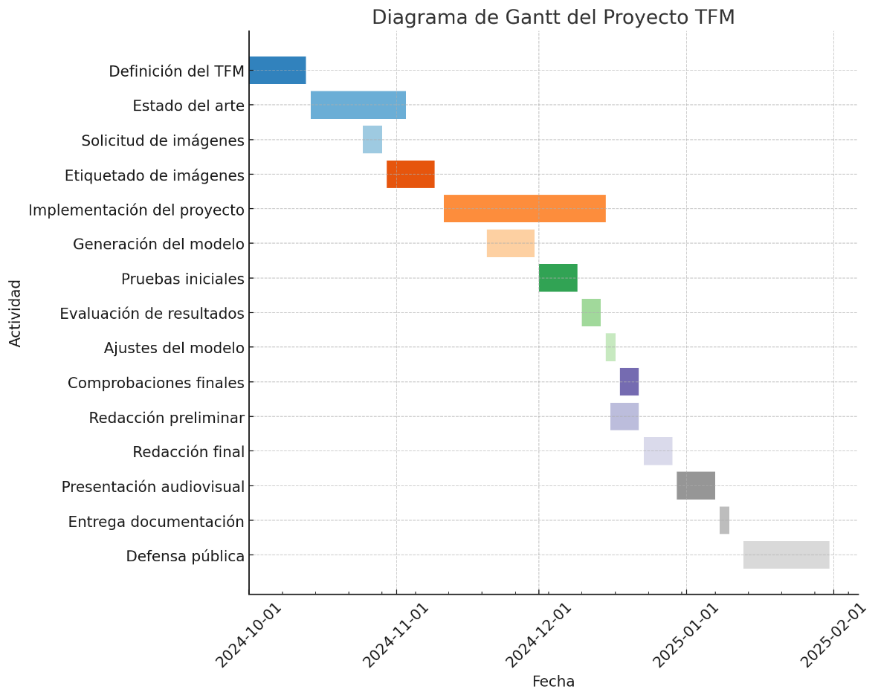 Diagrama de Gantt del Proyecto TFM
Definición del TFM
Estado del arte
Solicitud de imágenes
Etiquetado de imágenes
Implementación del proyecto
Generación del modelo
Pruebas iniciales
Evaluación de resultados
Ajustes del modelo
Comprobaciones finales
Redacción preliminar
Redacción final
Presentación audiovisual
Entrega documentación
Defensa pública
Actividad
2024-10-01
2024-11-01
2024-12-01
2025-01-01
2025-02-01
Fecha